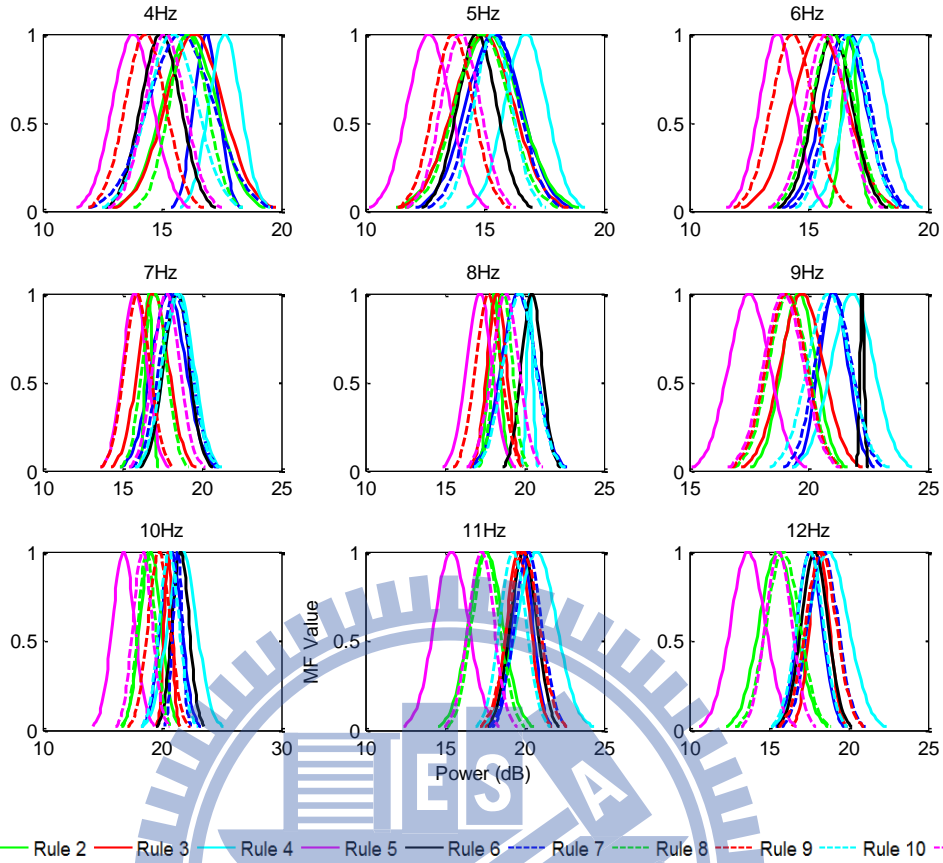 4Hz 5Hz 6Hz
1 1 1
0.5 0.5 0.5
0 0 0
10 15 20 10 15 20 10 15 20
7Hz 8Hz 9Hz
1 1 1
0.5 0.5 0.5
0 0 0
10 15 20 25 10 15 20 25 15 20 25
10Hz 11Hz 12Hz
1 1 1
0.5 0.5 0.5
0 0 0
10 20 30 10 15 20 25 10 15 20 25
MF Value
Power (dB)
E S A
Rule 2 Rule 3 Rule 4 Rule 5 Rule 6 Rule 7 Rule 8 Rule 9 Rule 10